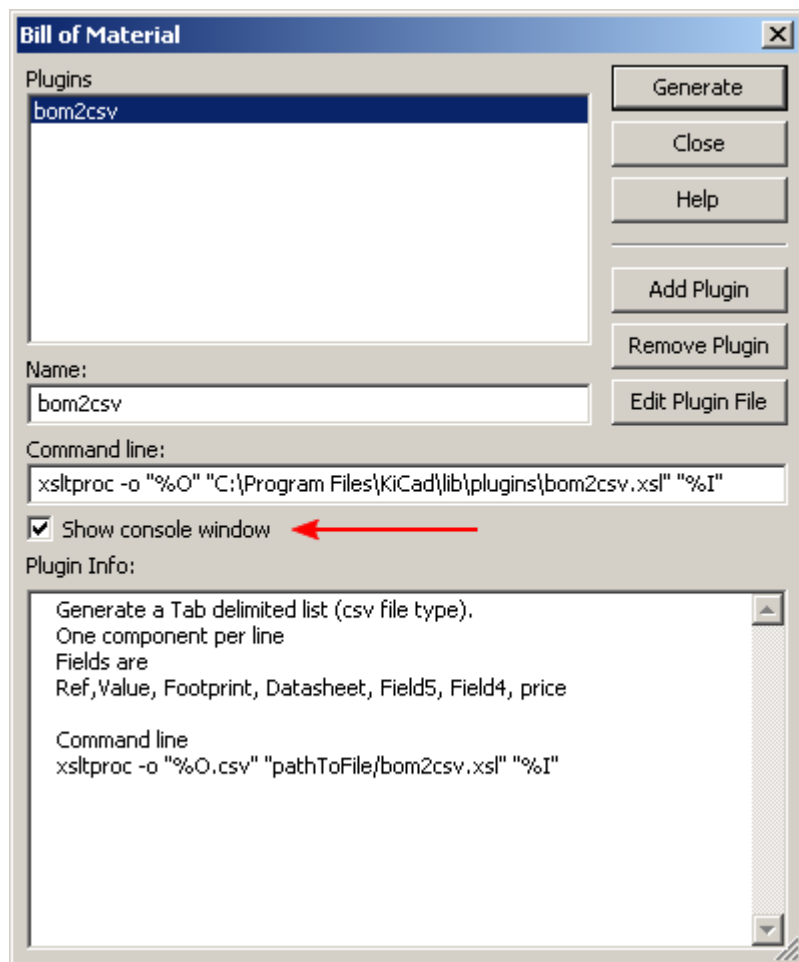 Bill of Material
Plugins
bom2csv
Generate
Close
Help
Add Plugin
Remove Plugin
Edit Plugin File
Name:
bom2csv
Command line:
xsltproc -o "%O" "C:\Program Files\KiCad\lib\plugins\bom2csv.xsl" "%I"
Show console window
Plugin Info:
Generate a Tab delimited list (csv file type).
One component per line
Fields are
Ref,Value, Footprint, Datasheet, Field5, Field4, price
Command line
xsltproc -o "%O.csv" "pathToFile/bom2csv.xsl" "%I"